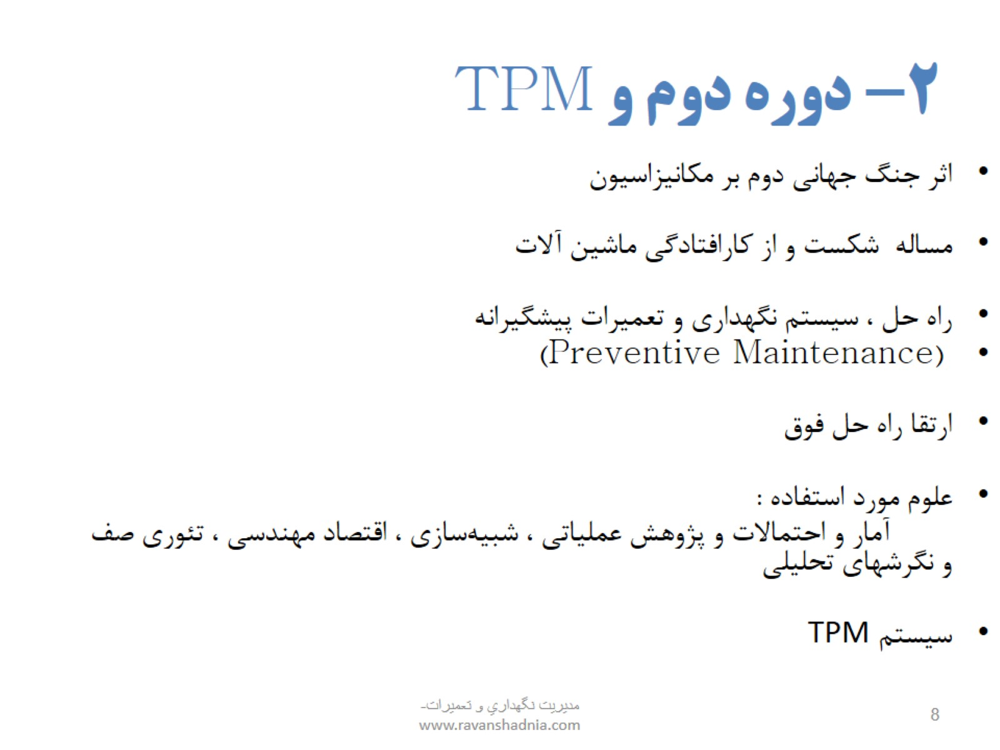 ۲- دوره دوم و TPM
• اثر جنگ جهانی دوم بر مکانیزاسیون
• مساله شکست و از کارافتادگی ماشین آلات
• راه حل ، سیستم نگهداری و تعمیرات پیشگیرانه
• (Preventive Maintenance)
• ارتقا راه حل فوق
• علوم مورد استفاده :
آمار و احتمالات و پژوهش عملیاتی ، شبیه‌سازی ، اقتصاد مهندسی ، تئوری صف
و نگرشهای تحلیلی
• سیستم TPM
مديريت نگهداري و تعميرات-
www.ravanshadnia.com
8